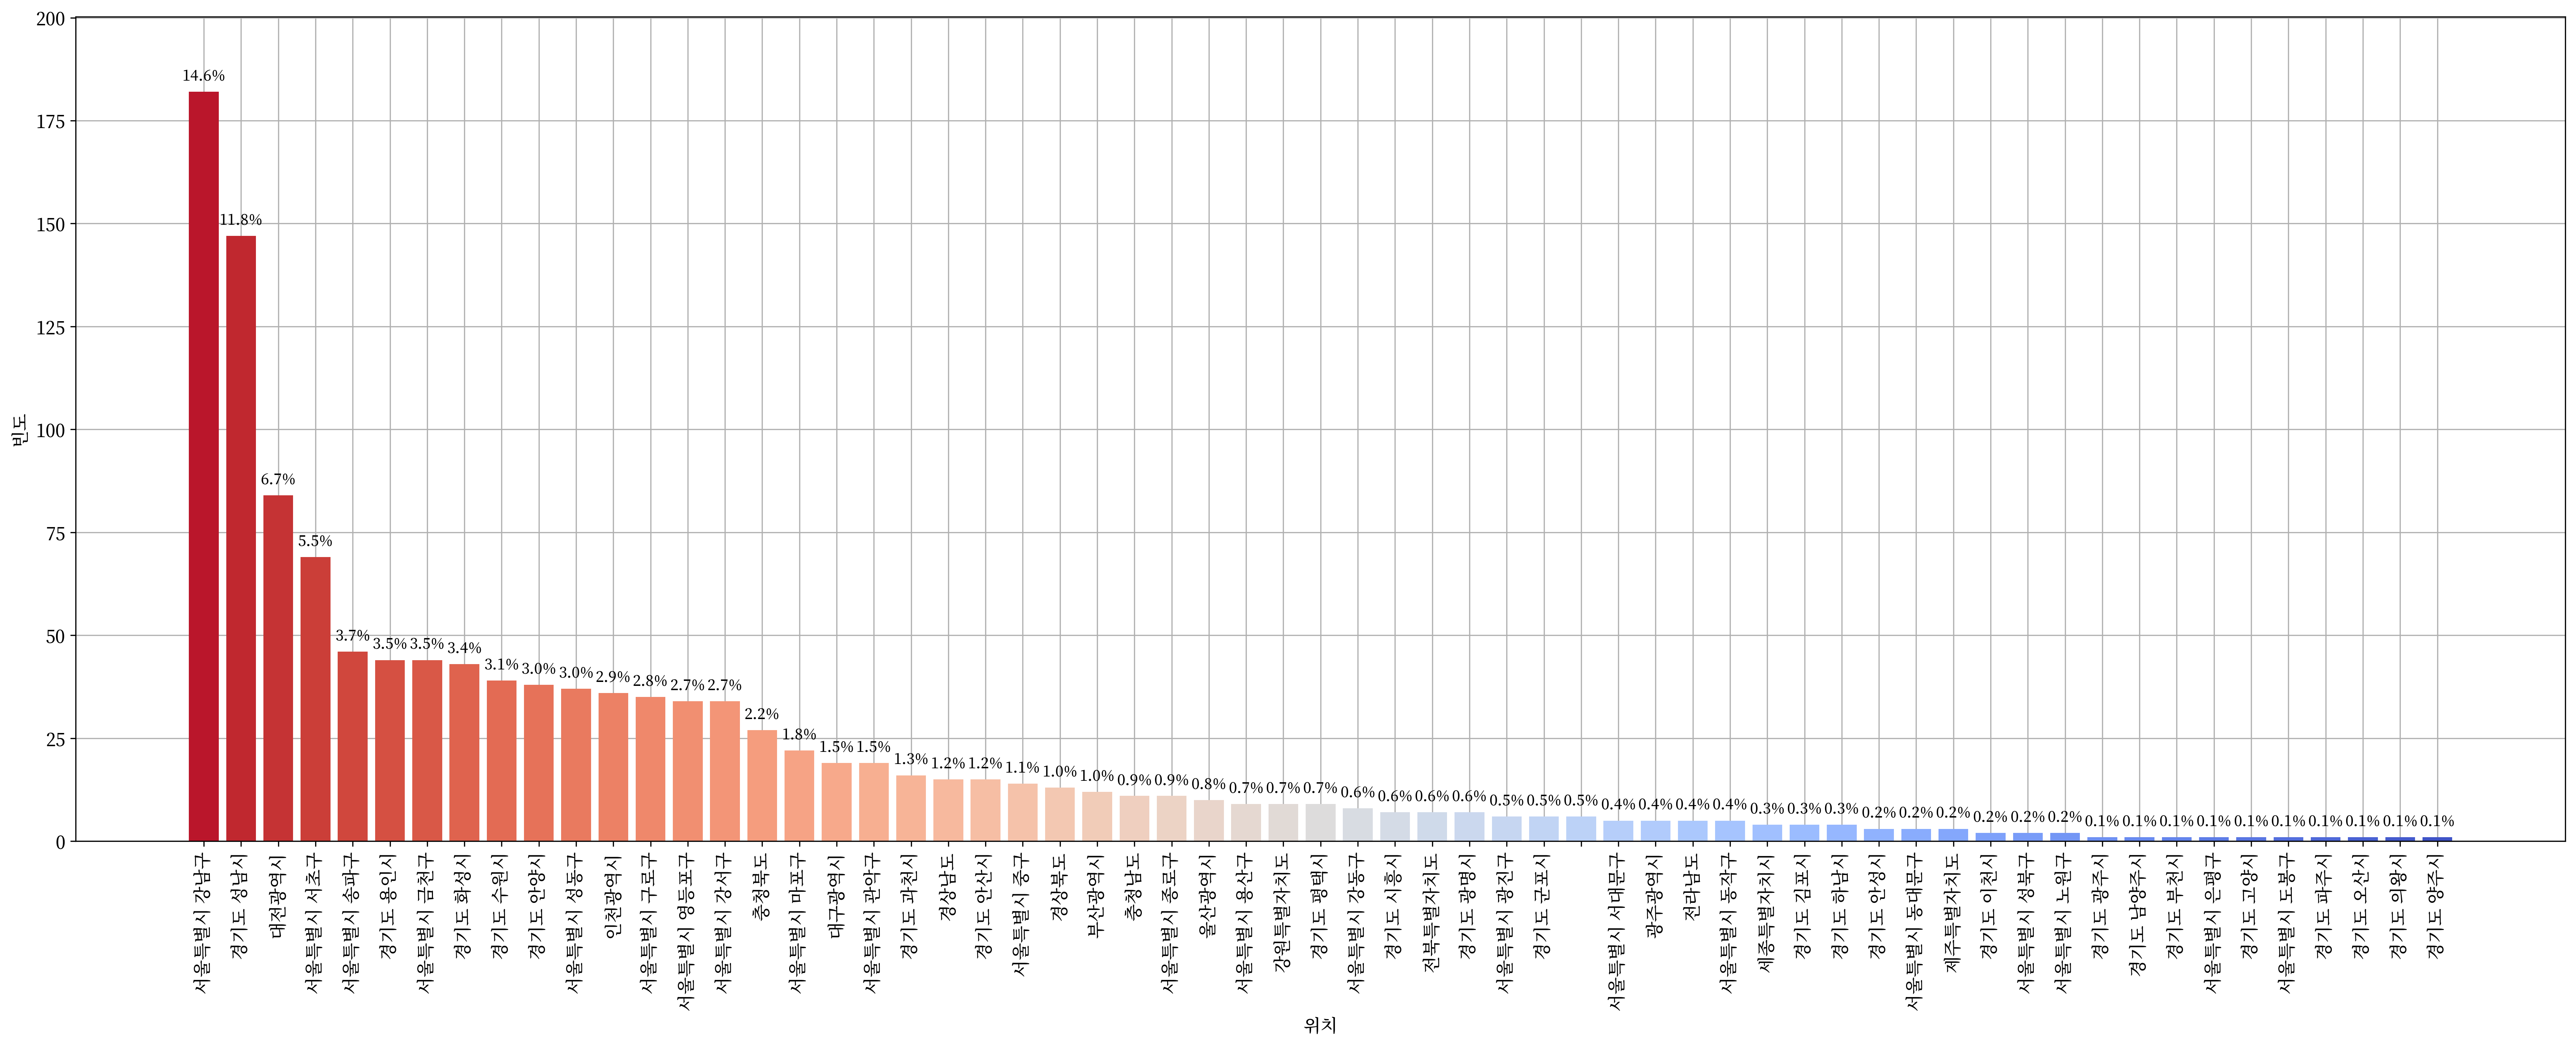 200
175
150
125
100
75
50
25
0
빈도
14.6%
11.8%
6.7%
5.5%
3.7%
3.5%
3.5%
3.4%
3.1%
3.0%
3.0%
2.9%
2.8%
2.7%
2.7%
2.2%
1.8%
1.5%
1.5%
1.3%
1.2%
1.2%
1.1%
1.0%
1.0%
0.9%
0.9%
0.8%
0.7%
0.7%
0.7%
0.6%
0.6%
0.6%
0.6%
0.5%
0.5%
0.5%
0.4%
0.4%
0.4%
0.4%
0.3%
0.3%
0.3%
0.2%
0.2%
0.2%
0.2%
0.2%
0.2%
0.1%
0.1%
0.1%
0.1%
0.1%
0.1%
0.1%
0.1%
0.1%
0.1%
서울특별시 강남구
경기도 성남시
대전광역시
서울특별시 서초구
서울특별시 송파구
경기도 용인시
서울특별시 금천구
경기도 화성시
경기도 수원시
경기도 안양시
서울특별시 성동구
인천광역시
서울특별시 구로구
서울특별시 영등포구
서울특별시 강서구
충청북도
서울특별시 마포구
대구광역시
서울특별시 관악구
경기도 과천시
경상남도
경기도 안산시
서울특별시 중구
경상북도
부산광역시
충청남도
서울특별시 종로구
울산광역시
서울특별시 용산구
강원특별자치도
경기도 평택시
서울특별시 강동구
경기도 시흥시
전북특별자치도
경기도 광명시
서울특별시 광진구
경기도 군포시
서울특별시 서대문구
광주광역시
전라남도
서울특별시 동작구
세종특별자치시
경기도 김포시
경기도 하남시
경기도 안성시
서울특별시 동대문구
제주특별자치도
경기도 이천시
서울특별시 성북구
서울특별시 노원구
경기도 광주시
경기도 남양주시
경기도 부천시
서울특별시 은평구
경기도 고양시
서울특별시 도봉구
경기도 파주시
경기도 오산시
경기도 의왕시
경기도 양주시
위치